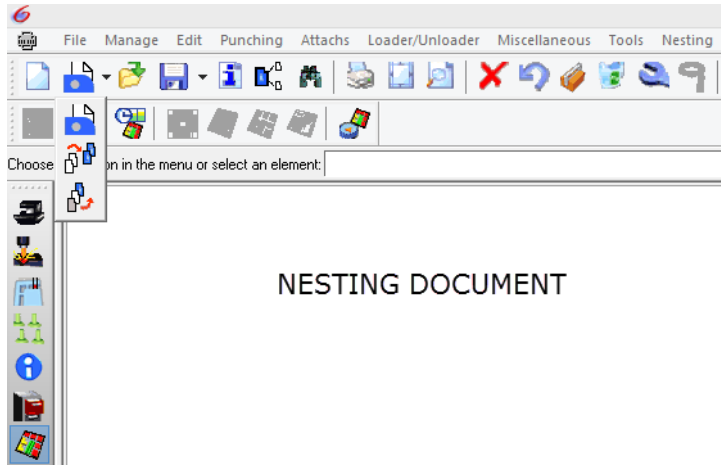 File Manage Edit Punching Attachs Loader/Unloader Miscellaneous Tools Nesting
Choose on in the menu or select an element:
NESTING DOCUMENT